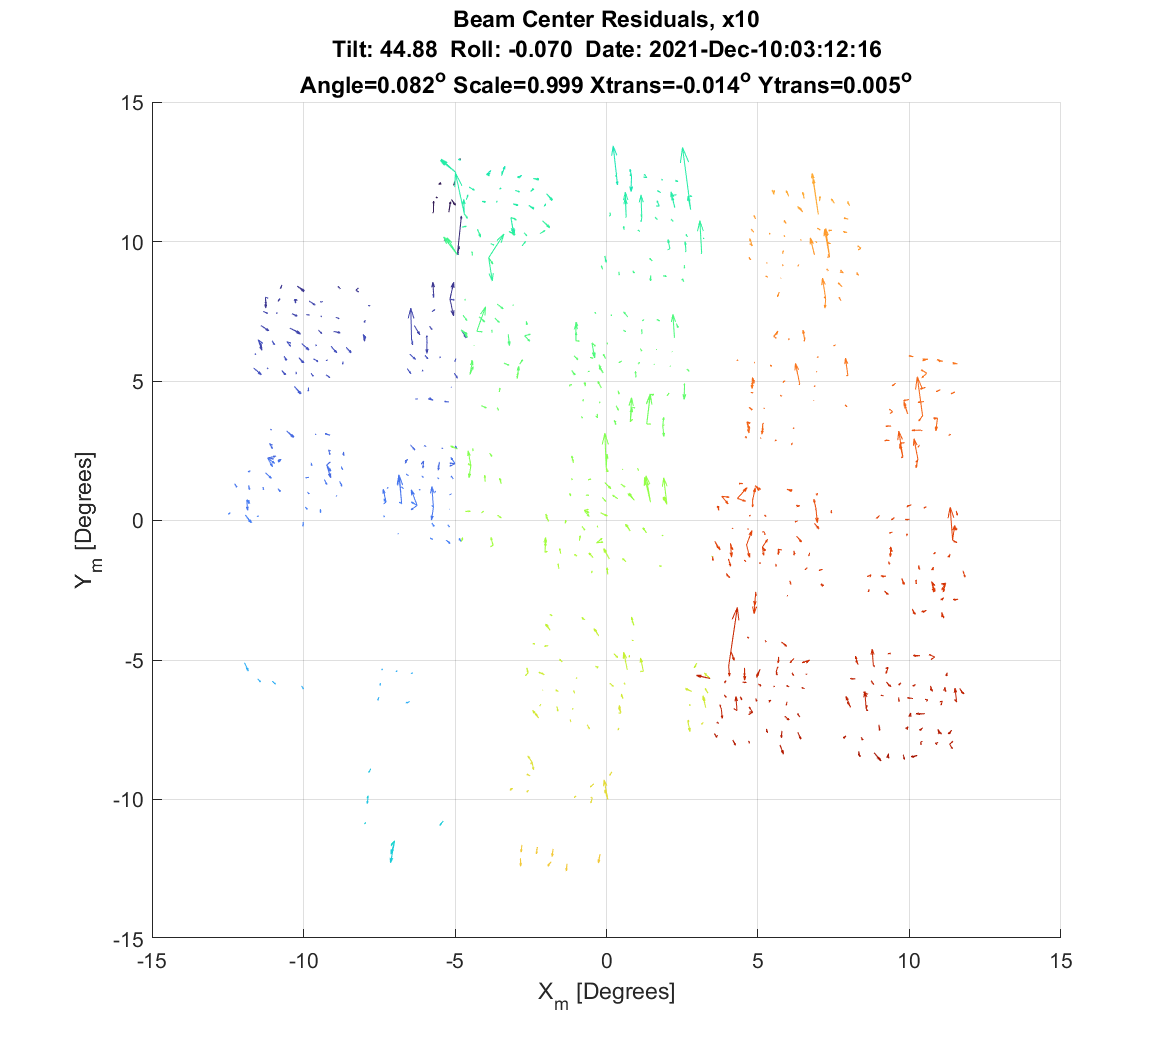 Beam Center Residuals, x10
Tilt: 44.88  Roll: -0.070  Date: 2021-Dec-10:03:12:16
Angle=0.082° Scale=0.999 Xtrans=-0.014° Ytrans=0.005°
15
10
5
0
-5
-10
-15
Y_m [Degrees]
-15 -10 -5 0 5 10 15
X_m [Degrees]